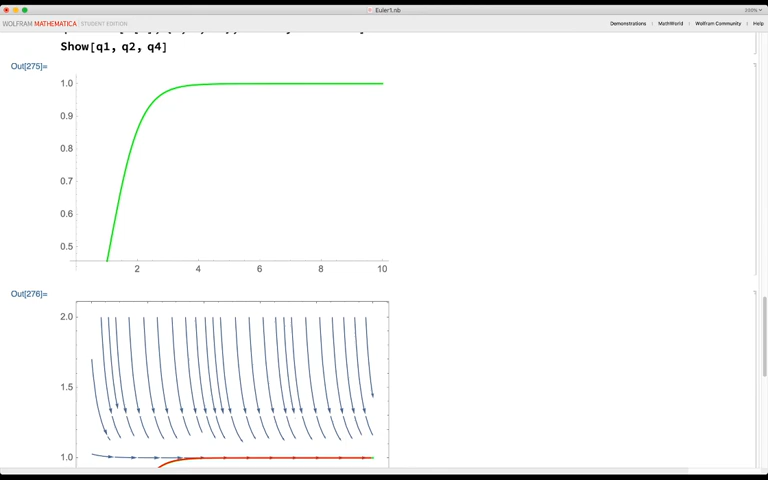 Euler1.nb
WOLFRAM MATHEMATICA | STUDENT EDITION
Demonstrations | MathWorld | Wolfram Community | Help
Show[q1, q2, q4]
Out[275]=
1.0
0.9
0.8
0.7
0.6
0.5
2 4 6 8 10
Out[276]=
2.0
1.5
1.0